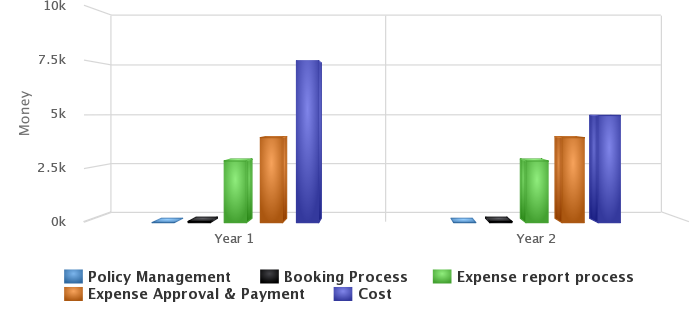 10k
7.5k
5k
2.5k
0k
Money
Year 1 Year 2
Policy Management Booking Process Expense report process
Expense Approval & Payment Cost